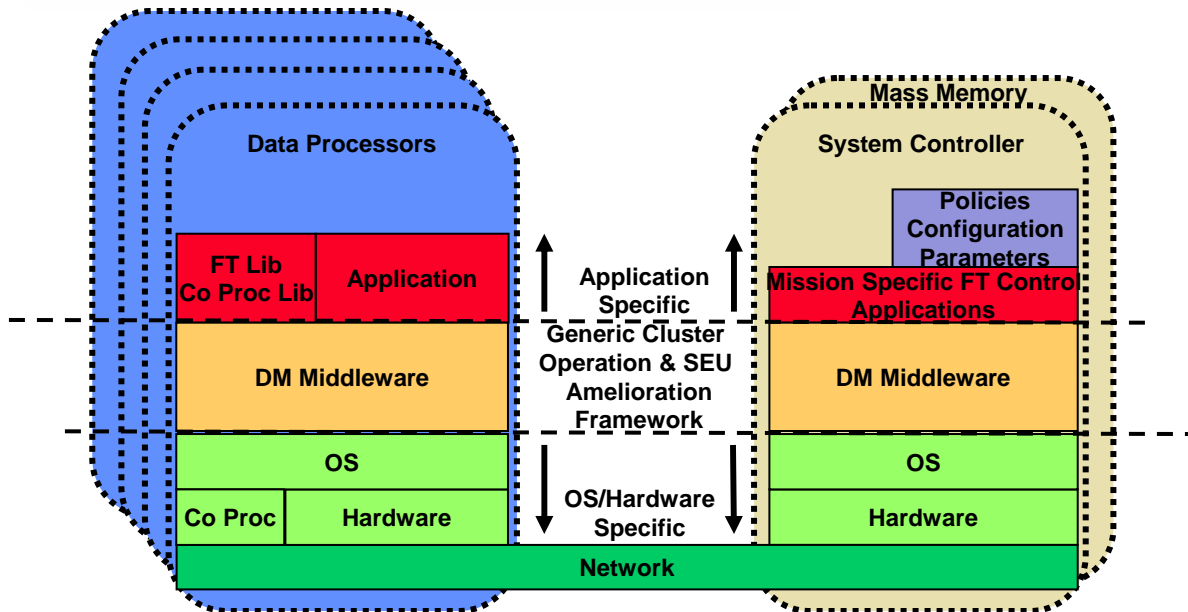 Mass Memory
Data Processors
System Controller
Policies
Configuration
Parameters
FT Lib
Co Proc Lib
Application
Application
Specific
Mission Specific FT Control
Applications
DM Middleware
Generic Cluster
Operation & SEU
Amelioration
Framework
DM Middleware
OS
OS
Co Proc
Hardware
OS/Hardware
Specific
Hardware
Network